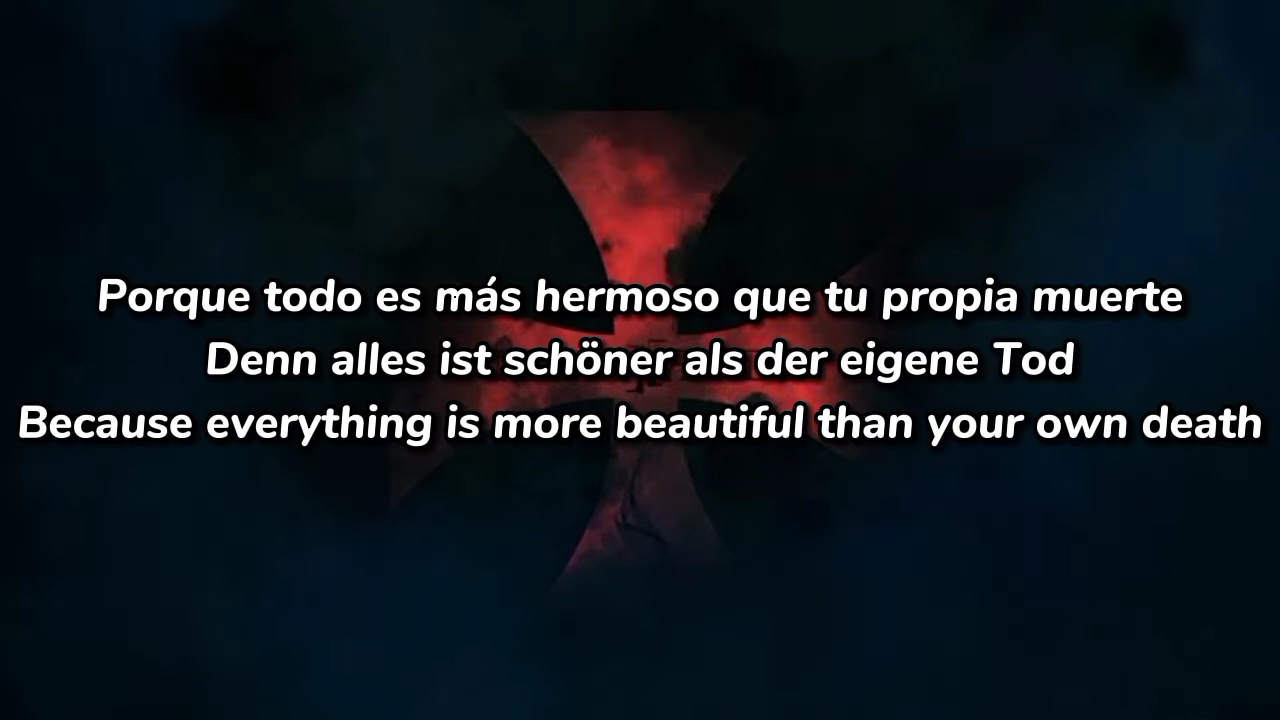 Porque todo es más hermoso que tu propia muerte
Denn alles ist schöner als der eigene Tod
Because everything is more beautiful than your own death